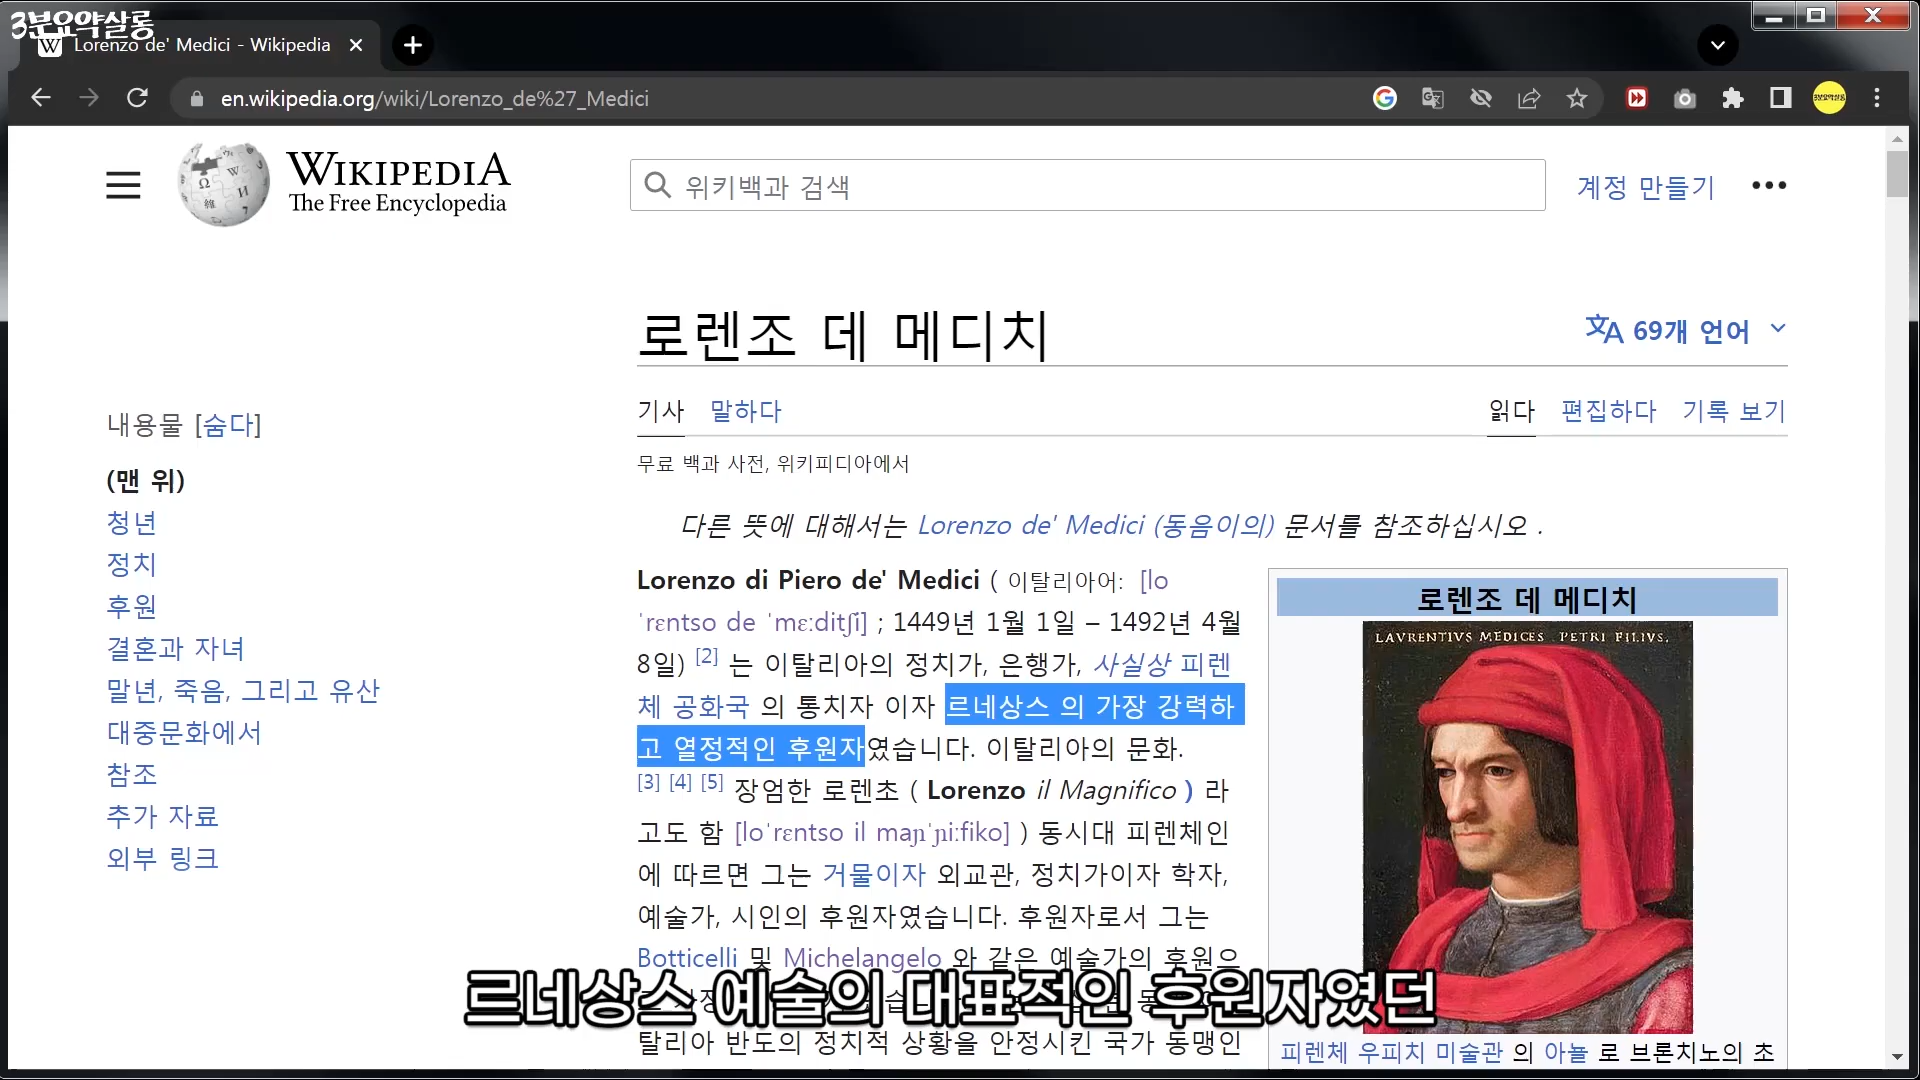 3분요약살롱
Lorenzo de' Medici - Wikipedia
en.wikipedia.org/wiki/Lorenzo_de%27_Medici
WIKIPEDIA
The Free Encyclopedia
위키백과 검색
계정 만들기
로렌조 데 메디치
69개 언어
기사 말하다
읽다 편집하다 기록 보기
무료 백과 사전, 위키피디아에서
내용물 [숨다]
(맨 위)
청년
정치
후원
결혼과 자녀
말년, 죽음, 그리고 유산
대중문화에서
참조
추가 자료
외부 링크
다른 뜻에 대해서는 Lorenzo de' Medici (동음이의) 문서를 참조하십시오 .
Lorenzo di Piero de' Medici ( 이탈리아어: [lo
ˈrɛntso de ˈmɛːditʃi] ; 1449년 1월 1일 – 1492년 4월
8일) [2] 는 이탈리아의 정치가, 은행가, 사실상 피렌
체 공화국 의 통치자 이자 르네상스 의 가장 강력하
고 열정적인 후원자였습니다. 이탈리아의 문화.
[3] [4] [5] 장엄한 로렌초 ( Lorenzo il Magnifico ) 라
고도 함 [loˈrɛntso il maɲˈɲiːfiko] ) 동시대 피렌체인
에 따르면 그는 거물이자 외교관, 정치가이자 학자,
예술가, 시인의 후원자였습니다. 후원자로서 그는
Botticelli 및 Michelangelo 와 같은 예술가의 후원으
탈리아 반도의 정치적 상황을 안정시킨 국가 동맹인
로렌조 데 메디치
LAVRENTIVS MEDICES PETRI FILIVS.
피렌체 우피치 미술관 의 아뇰 로 브론치노의 초
르네상스 예술의 대표적인 후원자였던